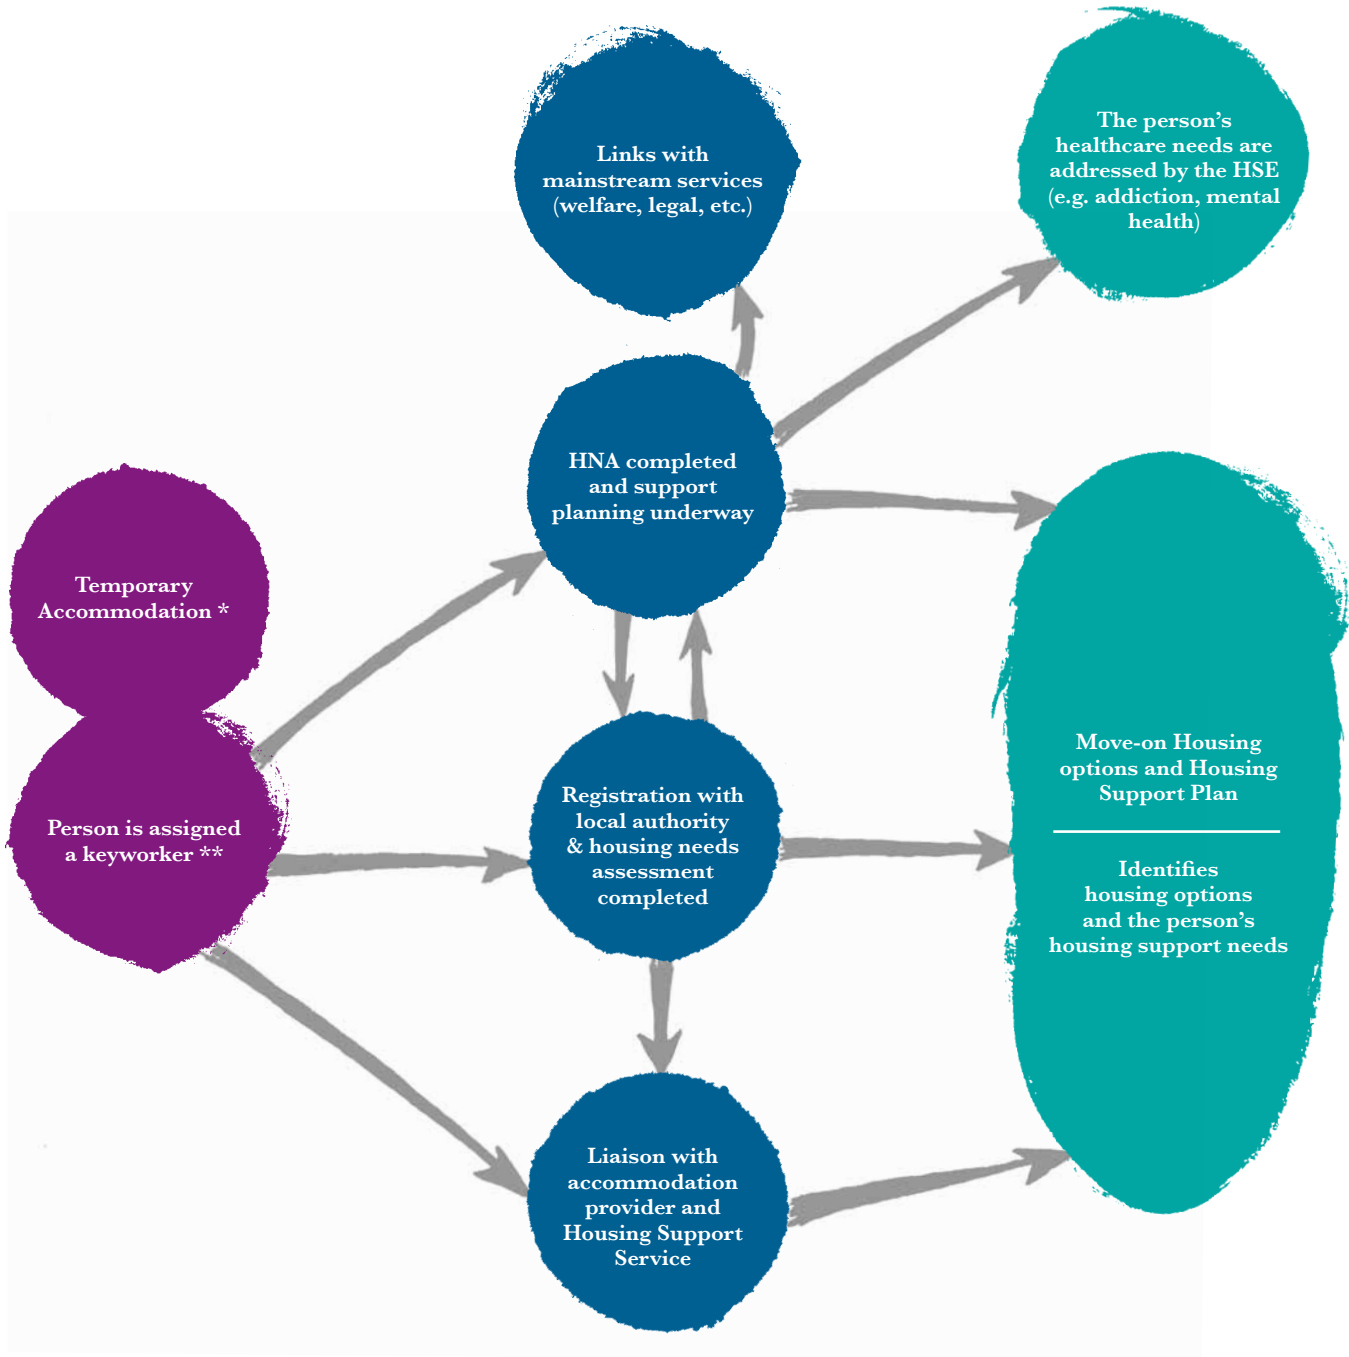 Links with
mainstream services
(welfare, legal, etc.)
The person’s
healthcare needs are
addressed by the HSE
(e.g. addiction, mental
health)
HNA completed
and support
planning underway
Temporary
Accommodation *
Person is assigned
a keyworker **
Registration with
local authority
& housing needs
assessment
completed
Move-on Housing
options and Housing
Support Plan
Identifies
housing options
and the person’s
housing support needs
Liaison with
accommodation
provider and
Housing Support
Service